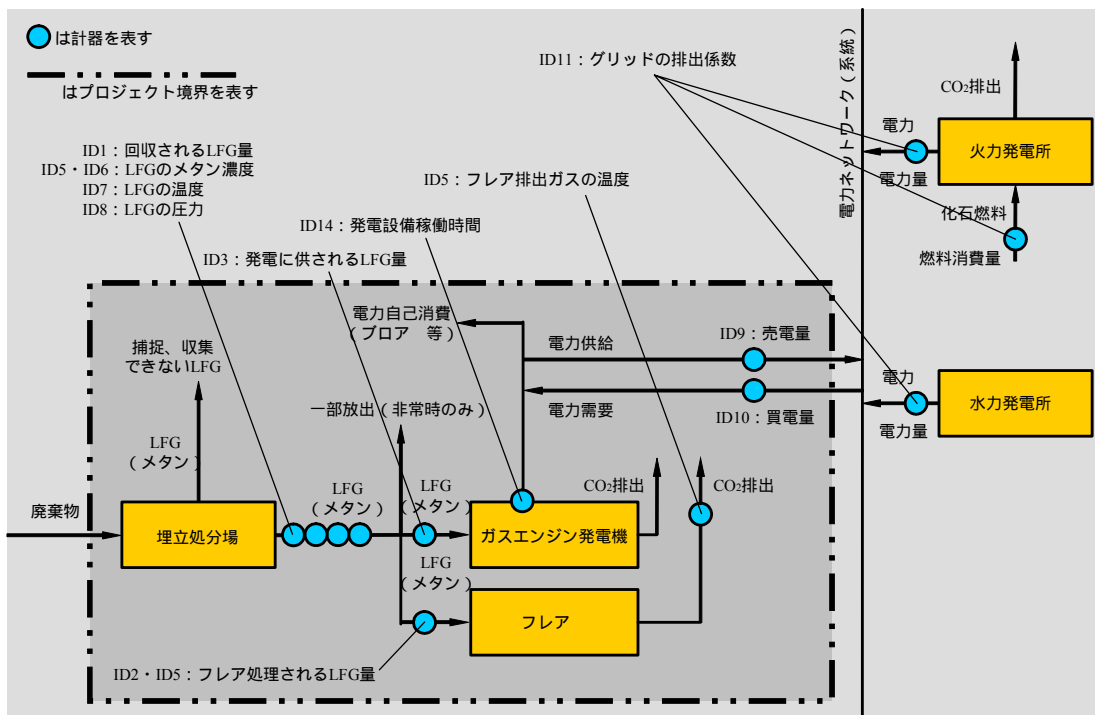 は計器を表す
はプロジェクト境界を表す
ID1：回収されるLFG量
ID5・ID6：LFGのメタン濃度
ID7：LFGの温度
ID8：LFGの圧力
ID14：発電設備稼働時間
ID3：発電に供されるLFG量
ID5：フレア排出ガスの温度
ID11：グリッドの排出係数
電力ネットワーク（系統）
CO₂排出
電力
火力発電所
電力量
化石燃料
燃料消費量
電力自己消費
（ブロア　等）
電力供給
ID9：売電量
捕捉、収集
できないLFG
一部放出（非常時のみ）
電力需要
ID10：買電量
電力
水力発電所
電力量
LFG
（メタン）
LFG
（メタン）
LFG
（メタン）
CO₂排出
CO₂排出
廃棄物
埋立処分場
ガスエンジン発電機
LFG
（メタン）
フレア
ID2・ID5：フレア処理されるLFG量